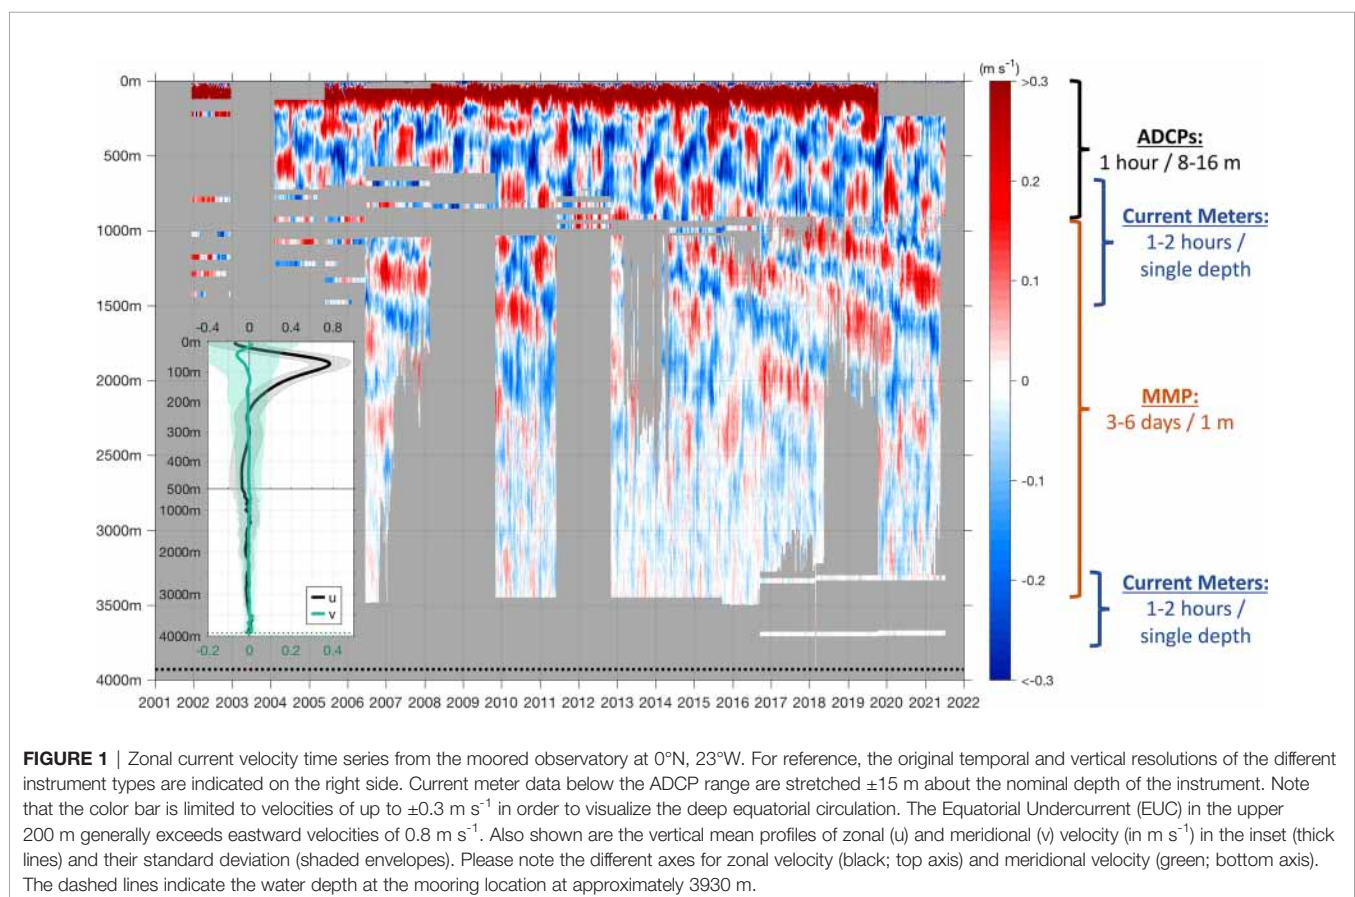 (m s⁻¹)
0m
500m
1000m
1500m
2000m
2500m
3000m
3500m
4000m
2001 2002 2003 2004 2005 2006 2007 2008 2009 2010 2011 2012 2013 2014 2015 2016 2017 2018 2019 2020 2021 2022
-0.4 0 0.4 0.8
0m
100m
200m
300m
400m
500m
1000m
2000m
3000m
4000m
u
v
-0.2 0 0.2 0.4
>0.3
0.2
0.1
0
-0.1
-0.2
<-0.3
ADCPs:
1 hour / 8-16 m
Current Meters:
1-2 hours /
single depth
MMP:
3-6 days / 1 m
Current Meters:
1-2 hours /
single depth
FIGURE 1 | Zonal current velocity time series from the moored observatory at 0°N, 23°W. For reference, the original temporal and vertical resolutions of the different
instrument types are indicated on the right side. Current meter data below the ADCP range are stretched ±15 m about the nominal depth of the instrument. Note
that the color bar is limited to velocities of up to ±0.3 m s⁻¹ in order to visualize the deep equatorial circulation. The Equatorial Undercurrent (EUC) in the upper
200 m generally exceeds eastward velocities of 0.8 m s⁻¹. Also shown are the vertical mean profiles of zonal (u) and meridional (v) velocity (in m s⁻¹) in the inset (thick
lines) and their standard deviation (shaded envelopes). Please note the different axes for zonal velocity (black; top axis) and meridional velocity (green; bottom axis).
The dashed lines indicate the water depth at the mooring location at approximately 3930 m.